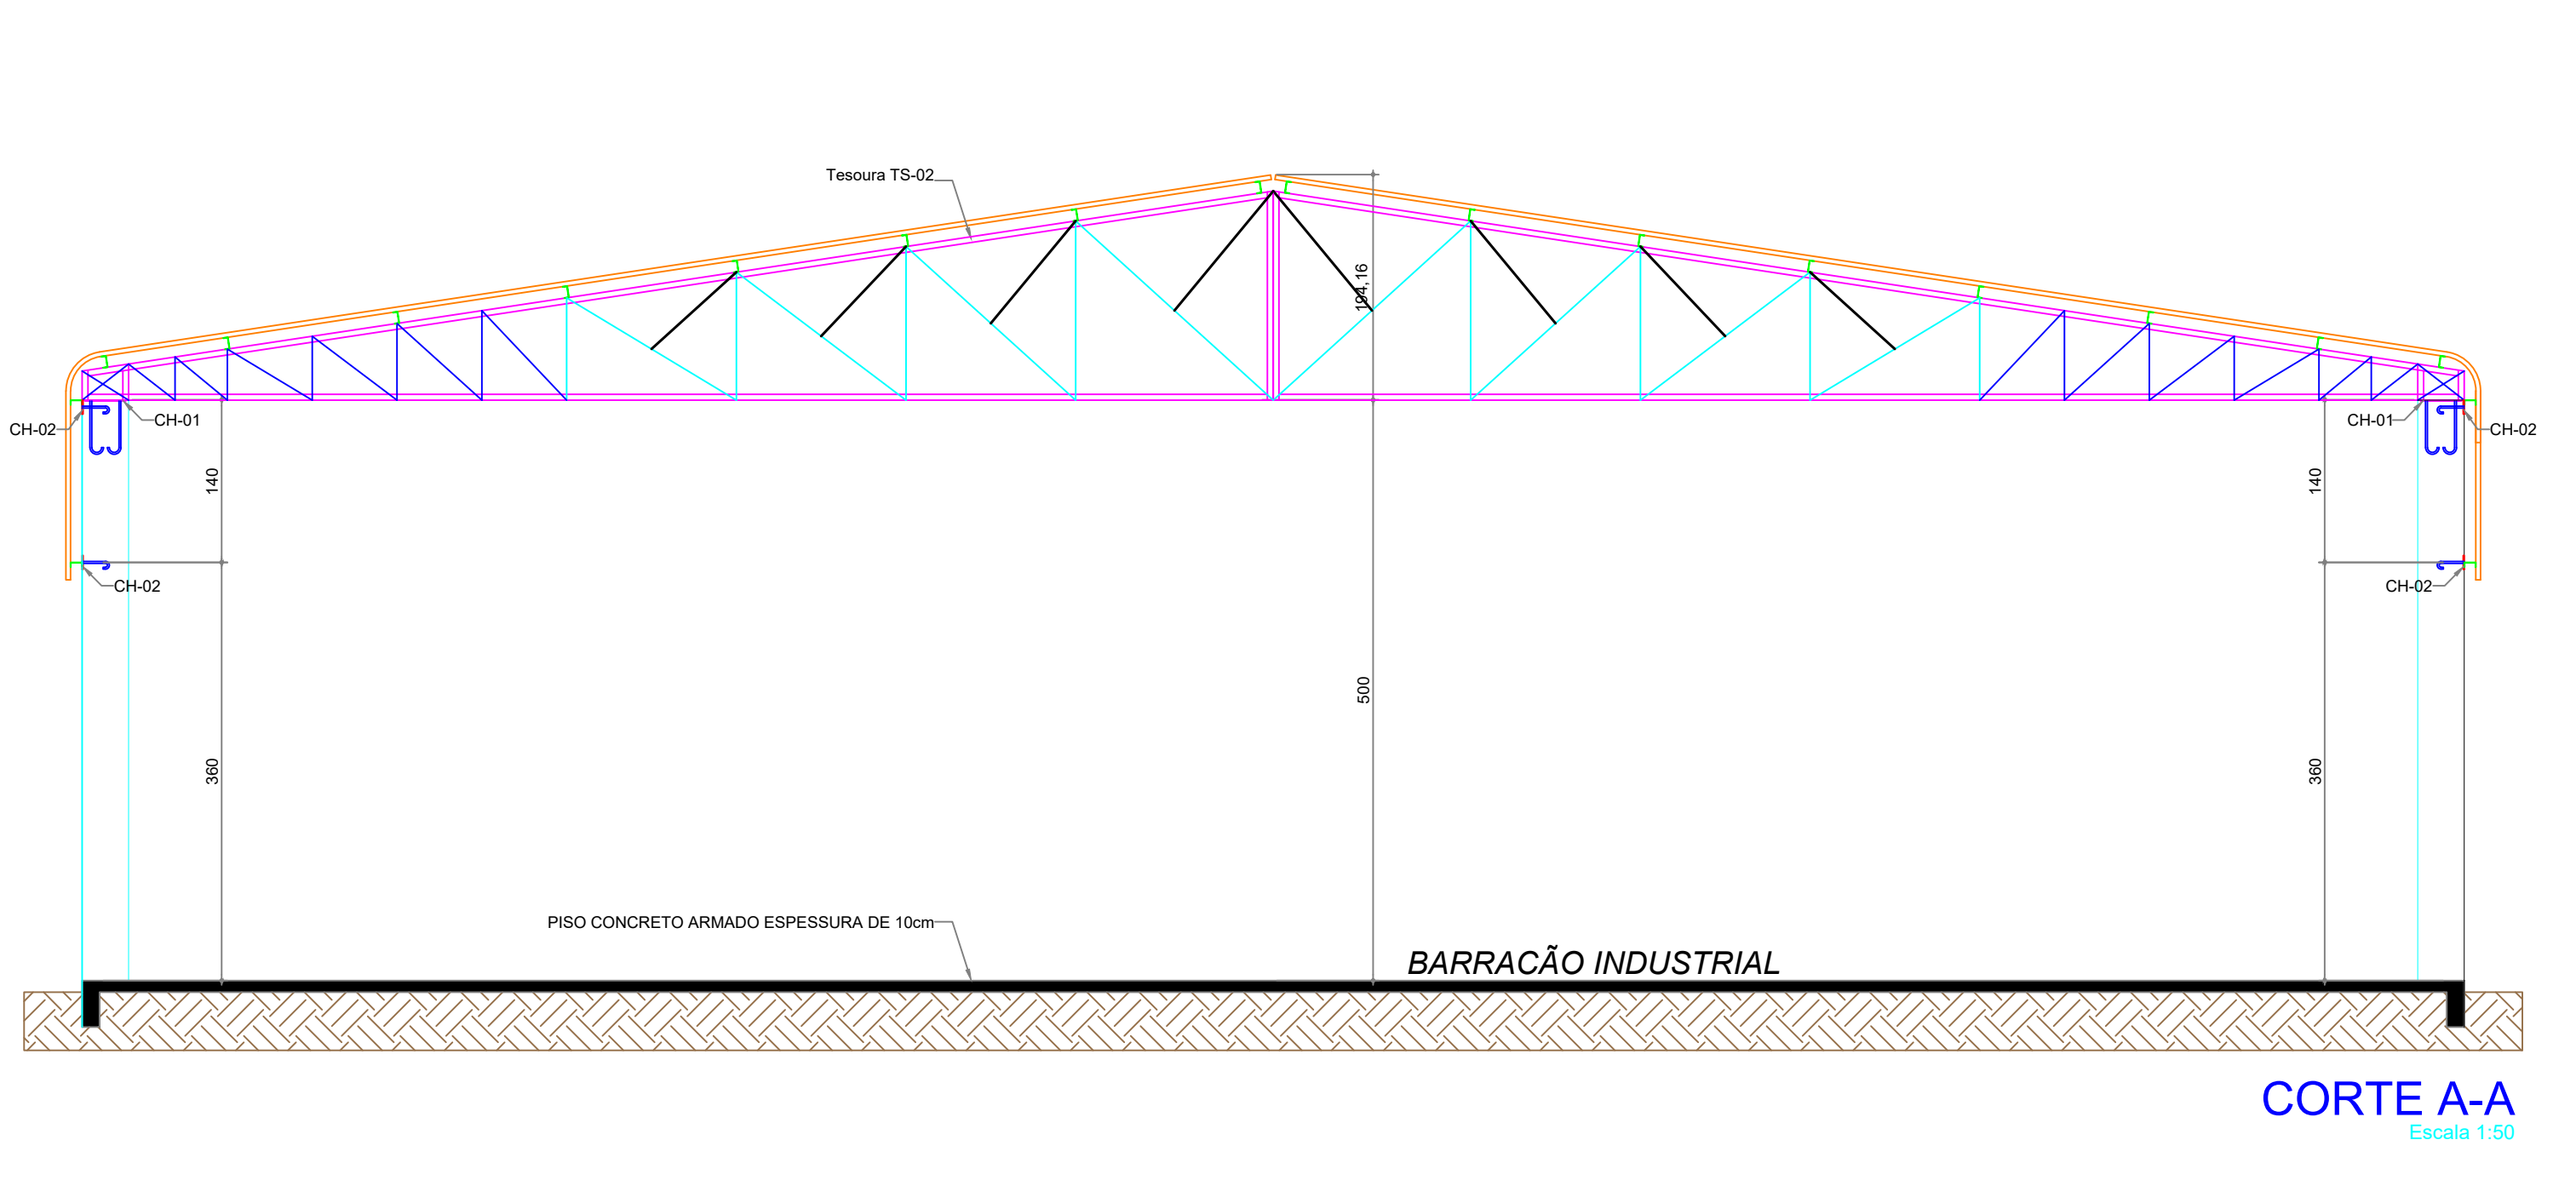 Tesoura TS-02
194,16
CH-02
CH-01
CH-01
CH-02
140
140
CH-02
CH-02
500
360
360
PISO CONCRETO ARMADO ESPESSURA DE 10cm
BARRACÃO INDUSTRIAL
CORTE A-A
Escala 1:50